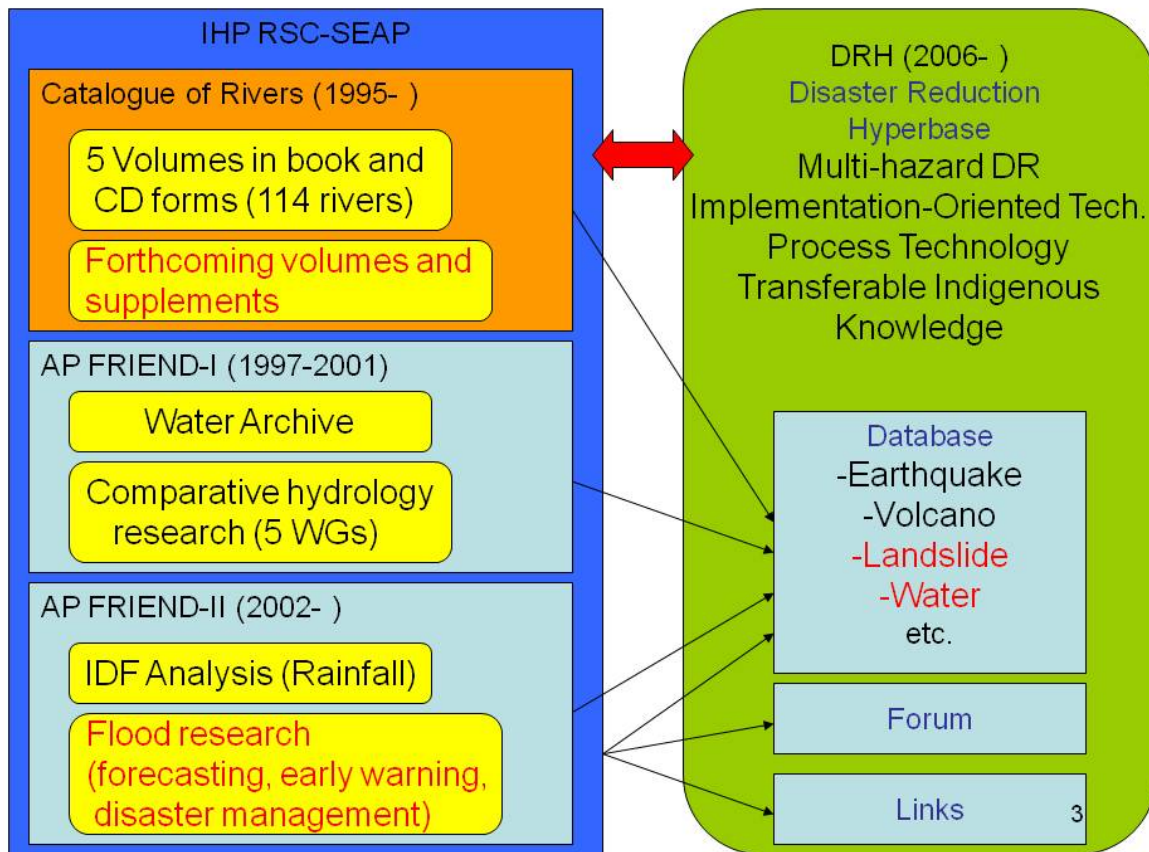 IHP RSC-SEAP
Catalogue of Rivers (1995- )
5 Volumes in book and
CD forms (114 rivers)
Forthcoming volumes and
supplements
AP FRIEND-I (1997-2001)
Water Archive
Comparative hydrology
research (5 WGs)
AP FRIEND-II (2002- )
IDF Analysis (Rainfall)
Flood research
(forecasting, early warning,
disaster management)
DRH (2006- )
Disaster Reduction
Hyperbase
Multi-hazard DR
Implementation-Oriented Tech.
Process Technology
Transferable Indigenous
Knowledge
Database
-Earthquake
-Volcano
-Landslide
-Water
etc.
Forum
Links
3